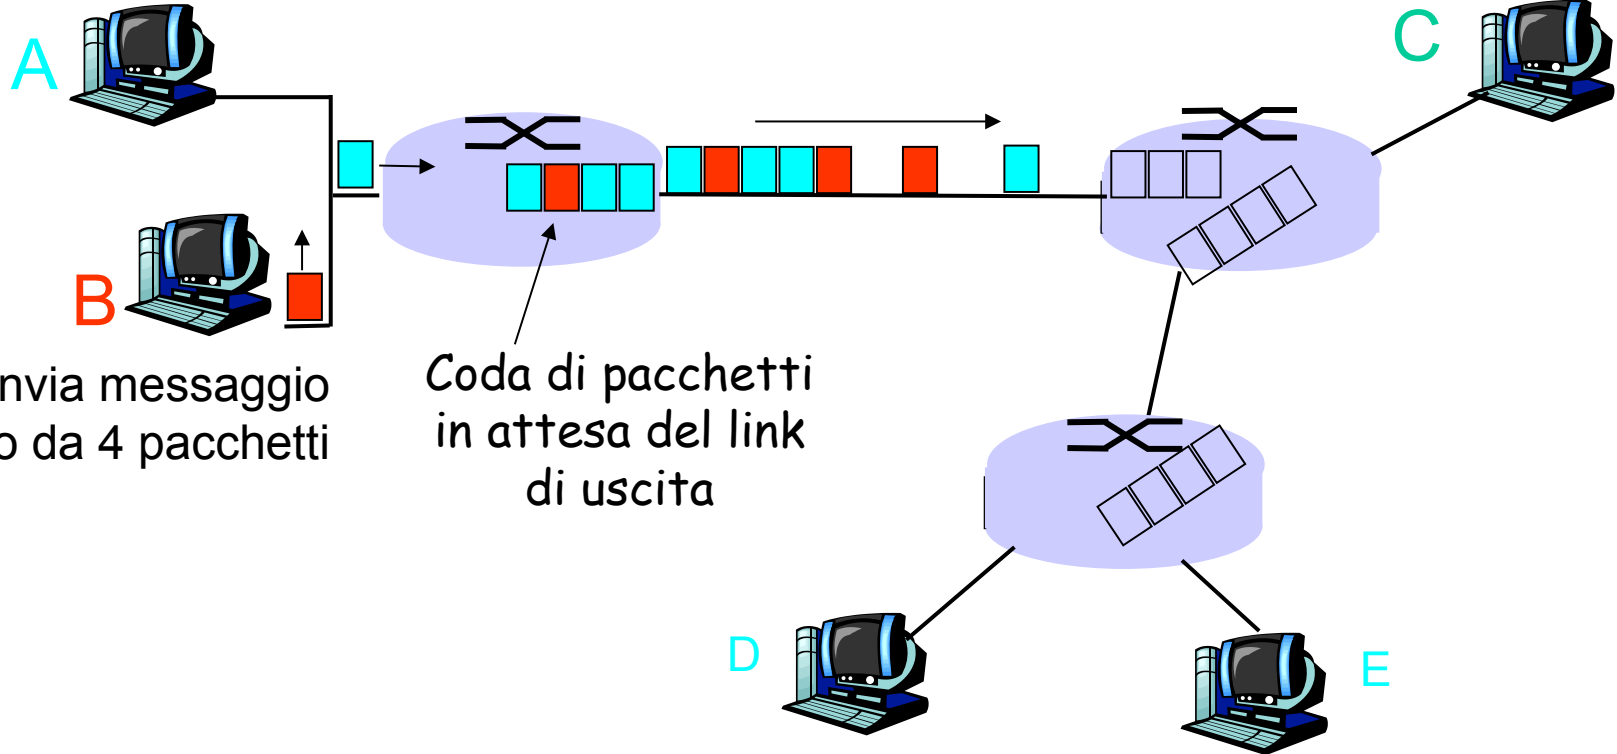 A
C
B
nvia messaggio
o da 4 pacchetti
Coda di pacchetti
in attesa del link
di uscita
D
E